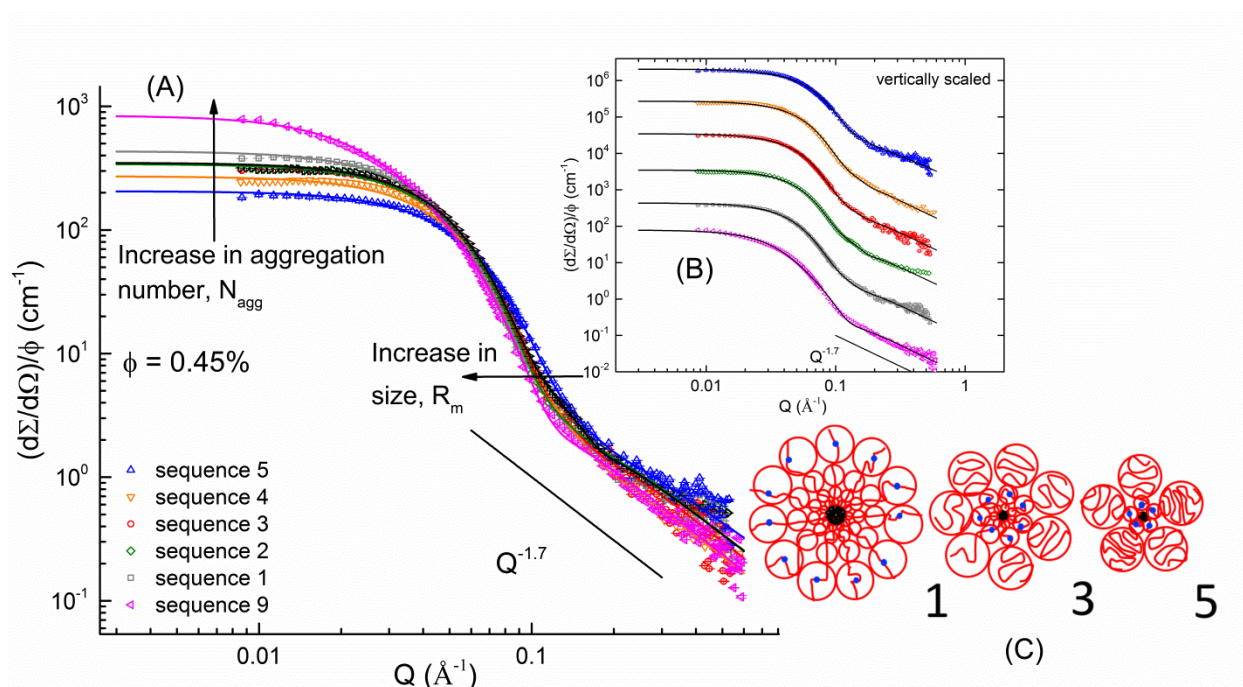 (A)
10³
10²
10¹
10⁰
10⁻¹
(dΣ/dΩ)/ϕ (cm⁻¹)
Increase in aggregation
number, Nagg
ϕ = 0.45%
Increase in
size, Rm
Q⁻¹·⁷
sequence 5
sequence 4
sequence 3
sequence 2
sequence 1
sequence 9
0.01
0.1
Q (Å⁻¹)
vertically scaled
10⁶
10⁵
10⁴
10³
10²
10¹
10⁰
10⁻¹
10⁻²
(dΣ/dΩ)/ϕ (cm⁻¹)
(B)
Q⁻¹·⁷
0.01
0.1
1
Q (Å⁻¹)
1
3
5
(C)